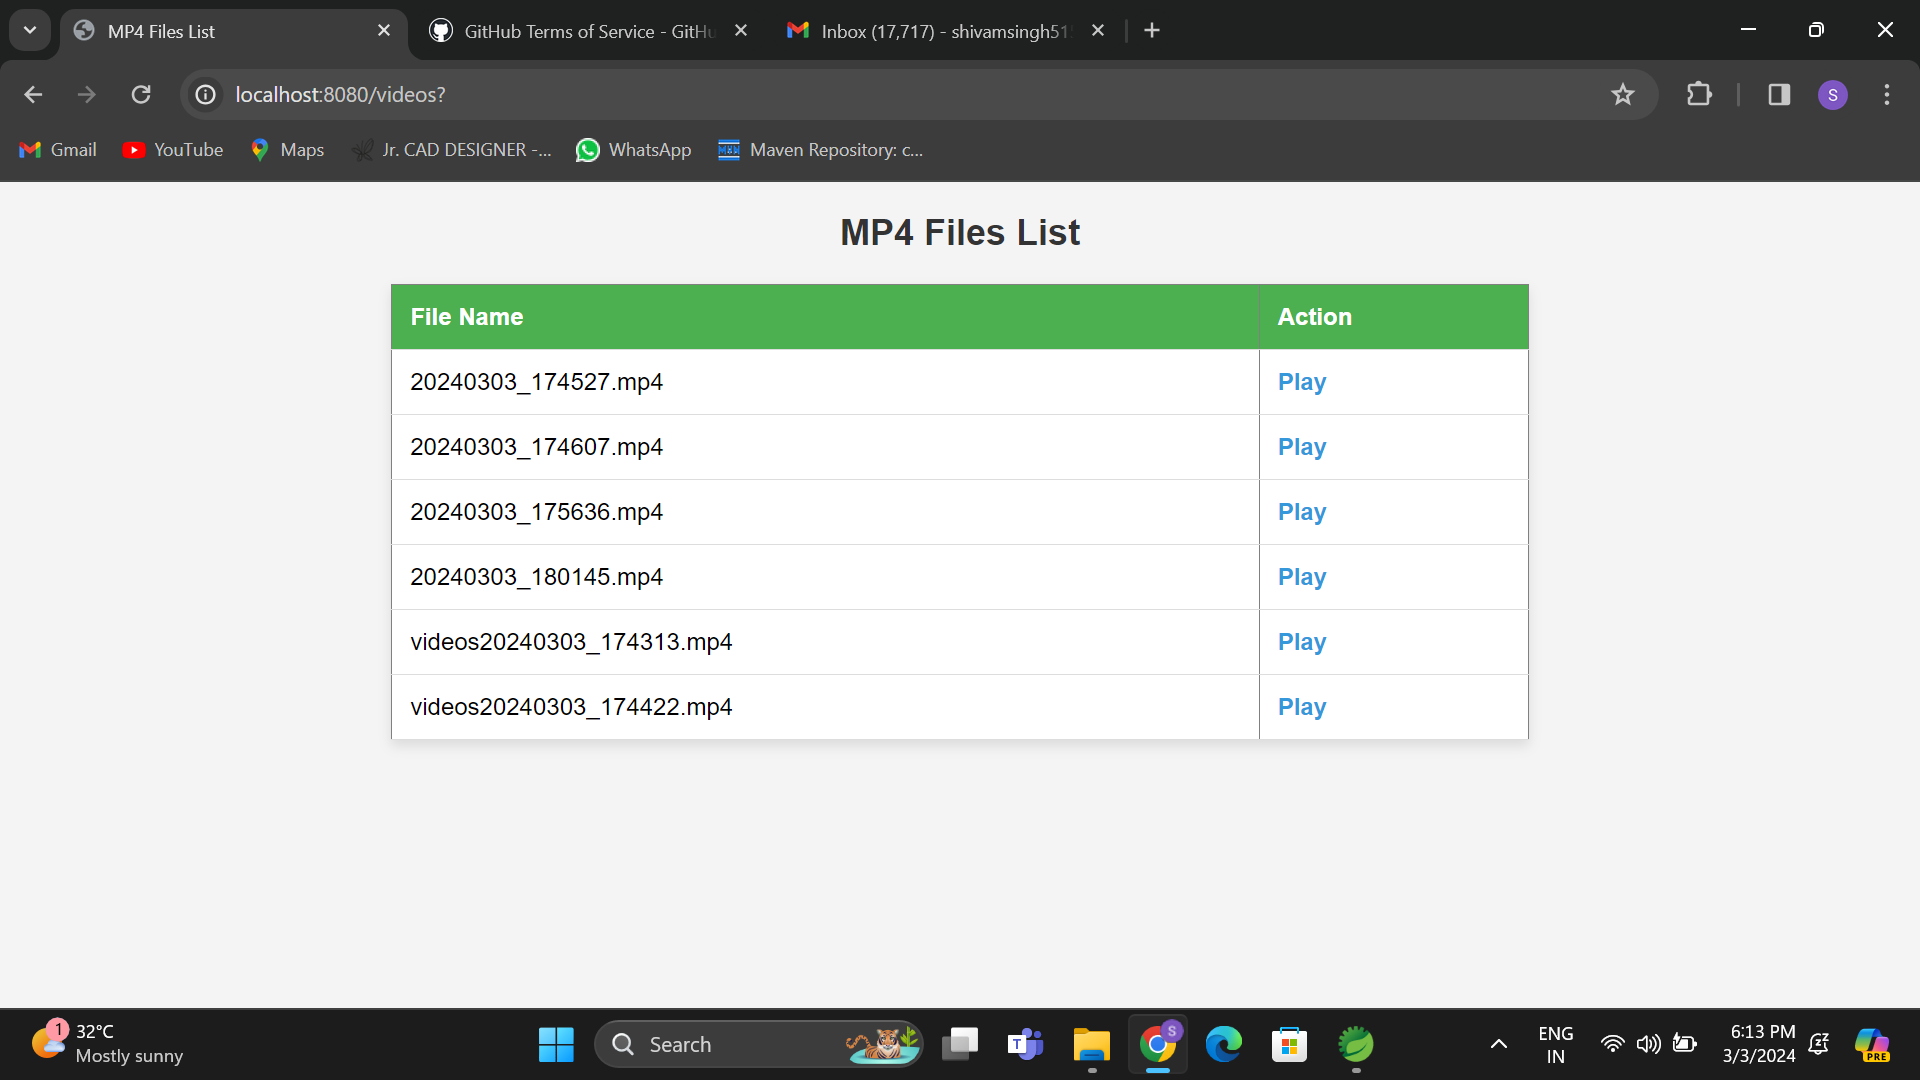 MP4 Files List
GitHub Terms of Service - GitHu
Inbox (17,717) - shivamsingh51
localhost:8080/videos?
S
Gmail
YouTube
Maps
Jr. CAD DESIGNER -...
WhatsApp
Maven Repository: c...
MP4 Files List
File Name Action
20240303_174527.mp4 Play
20240303_174607.mp4 Play
20240303_175636.mp4 Play
20240303_180145.mp4 Play
videos20240303_174313.mp4 Play
videos20240303_174422.mp4 Play
1
32°C
Mostly sunny
Search
T
S
ENG
IN
6:13 PM
3/3/2024
PRE